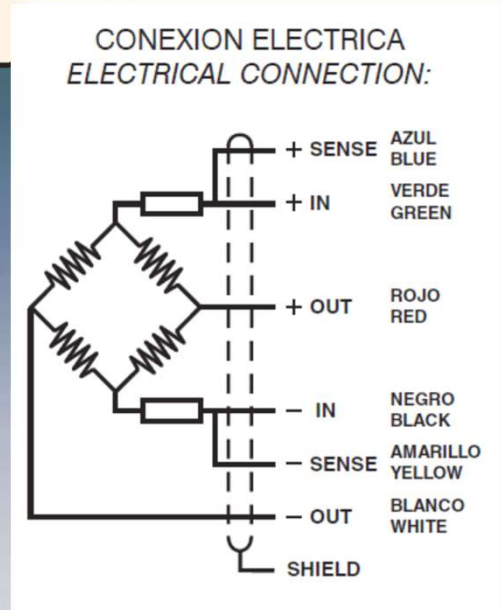 CONEXION ELECTRICA
ELECTRICAL CONNECTION:
+ SENSE AZUL
BLUE
+ IN VERDE
GREEN
+ OUT ROJO
RED
- IN NEGRO
BLACK
- SENSE AMARILLO
YELLOW
- OUT BLANCO
WHITE
SHIELD